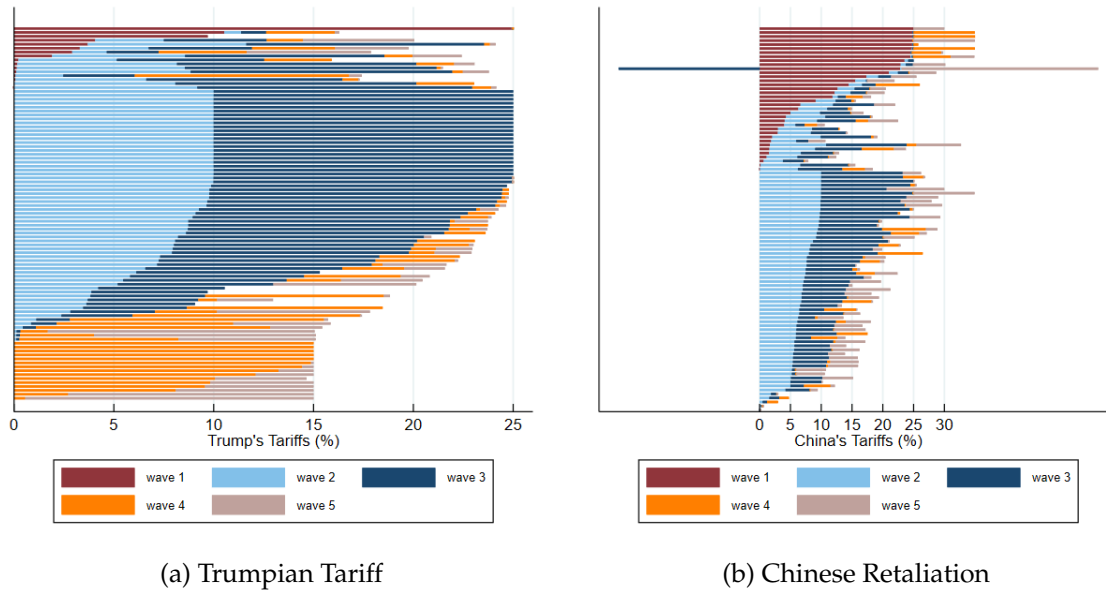 0 5 10 15 20 25
Trump's Tariffs (%)
wave 1 wave 2 wave 3
wave 4 wave 5
(a) Trumpian Tariff
0 5 10 15 20 25 30
China's Tariffs (%)
wave 1 wave 2 wave 3
wave 4 wave 5
(b) Chinese Retaliation